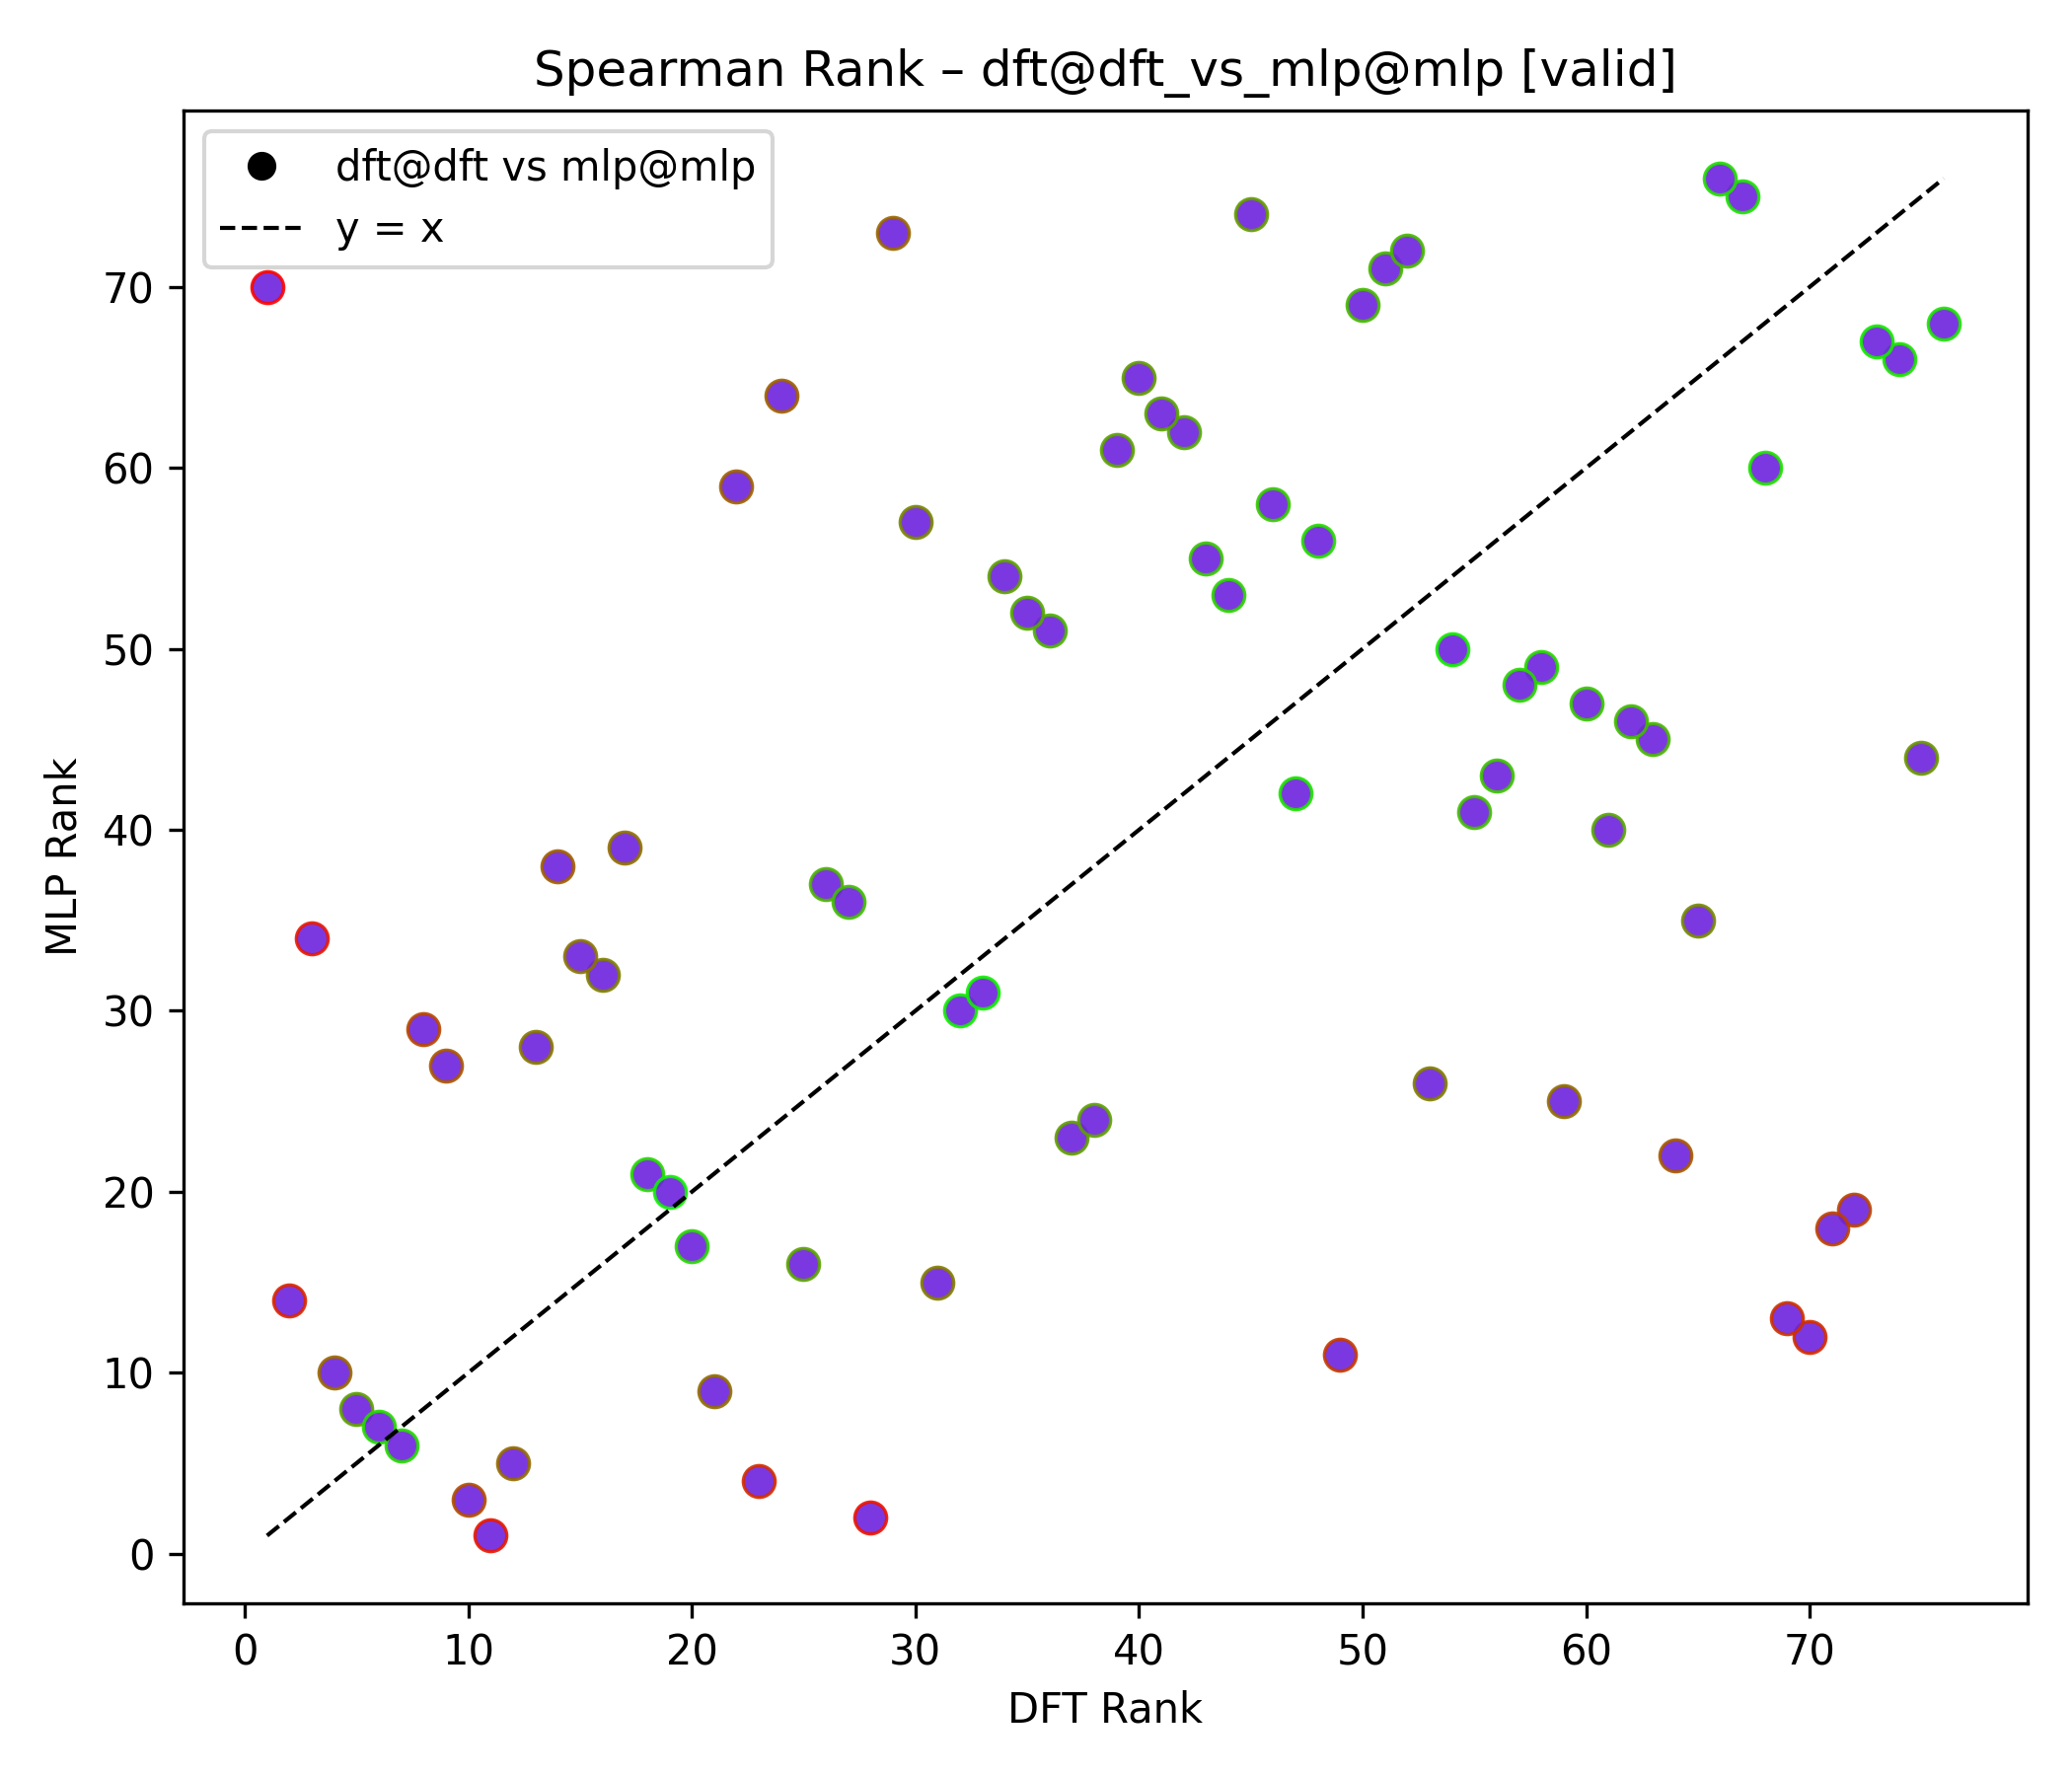 Spearman Rank – dft@dft_vs_mlp@mlp [valid]
dft@dft vs mlp@mlp
y = x
70
60
50
40
30
20
10
0
MLP Rank
0 10 20 30 40 50 60 70
DFT Rank